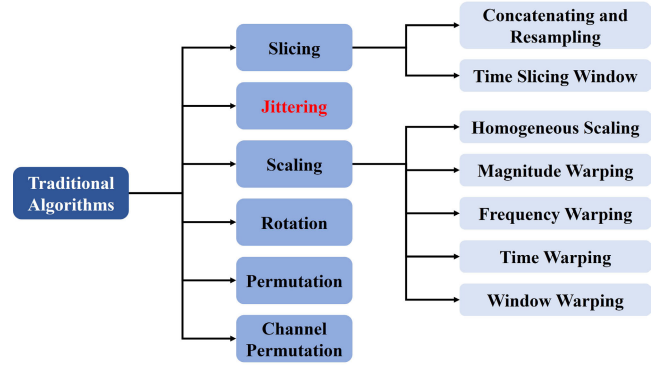 Traditional
Algorithms
Slicing
Jittering
Scaling
Rotation
Permutation
Channel
Permutation
Concatenating and
Resampling
Time Slicing Window
Homogeneous Scaling
Magnitude Warping
Frequency Warping
Time Warping
Window Warping